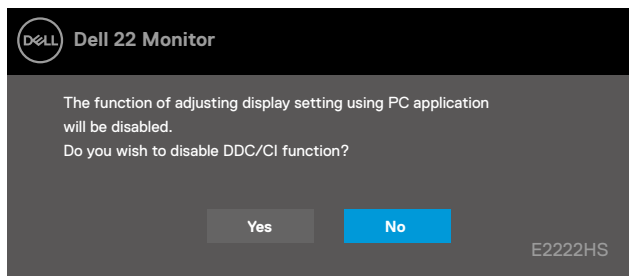 DELL Dell 22 Monitor
The function of adjusting display setting using PC application
will be disabled.
Do you wish to disable DDC/CI function?
Yes No
E2222HS